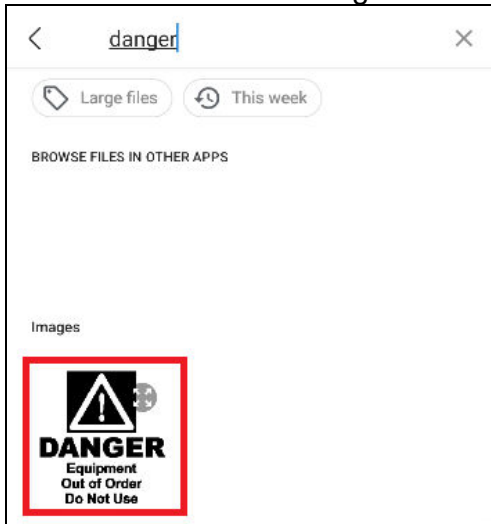 danger
Large files
This week
BROWSE FILES IN OTHER APPS
Images
DANGER
Equipment
Out of Order
Do Not Use